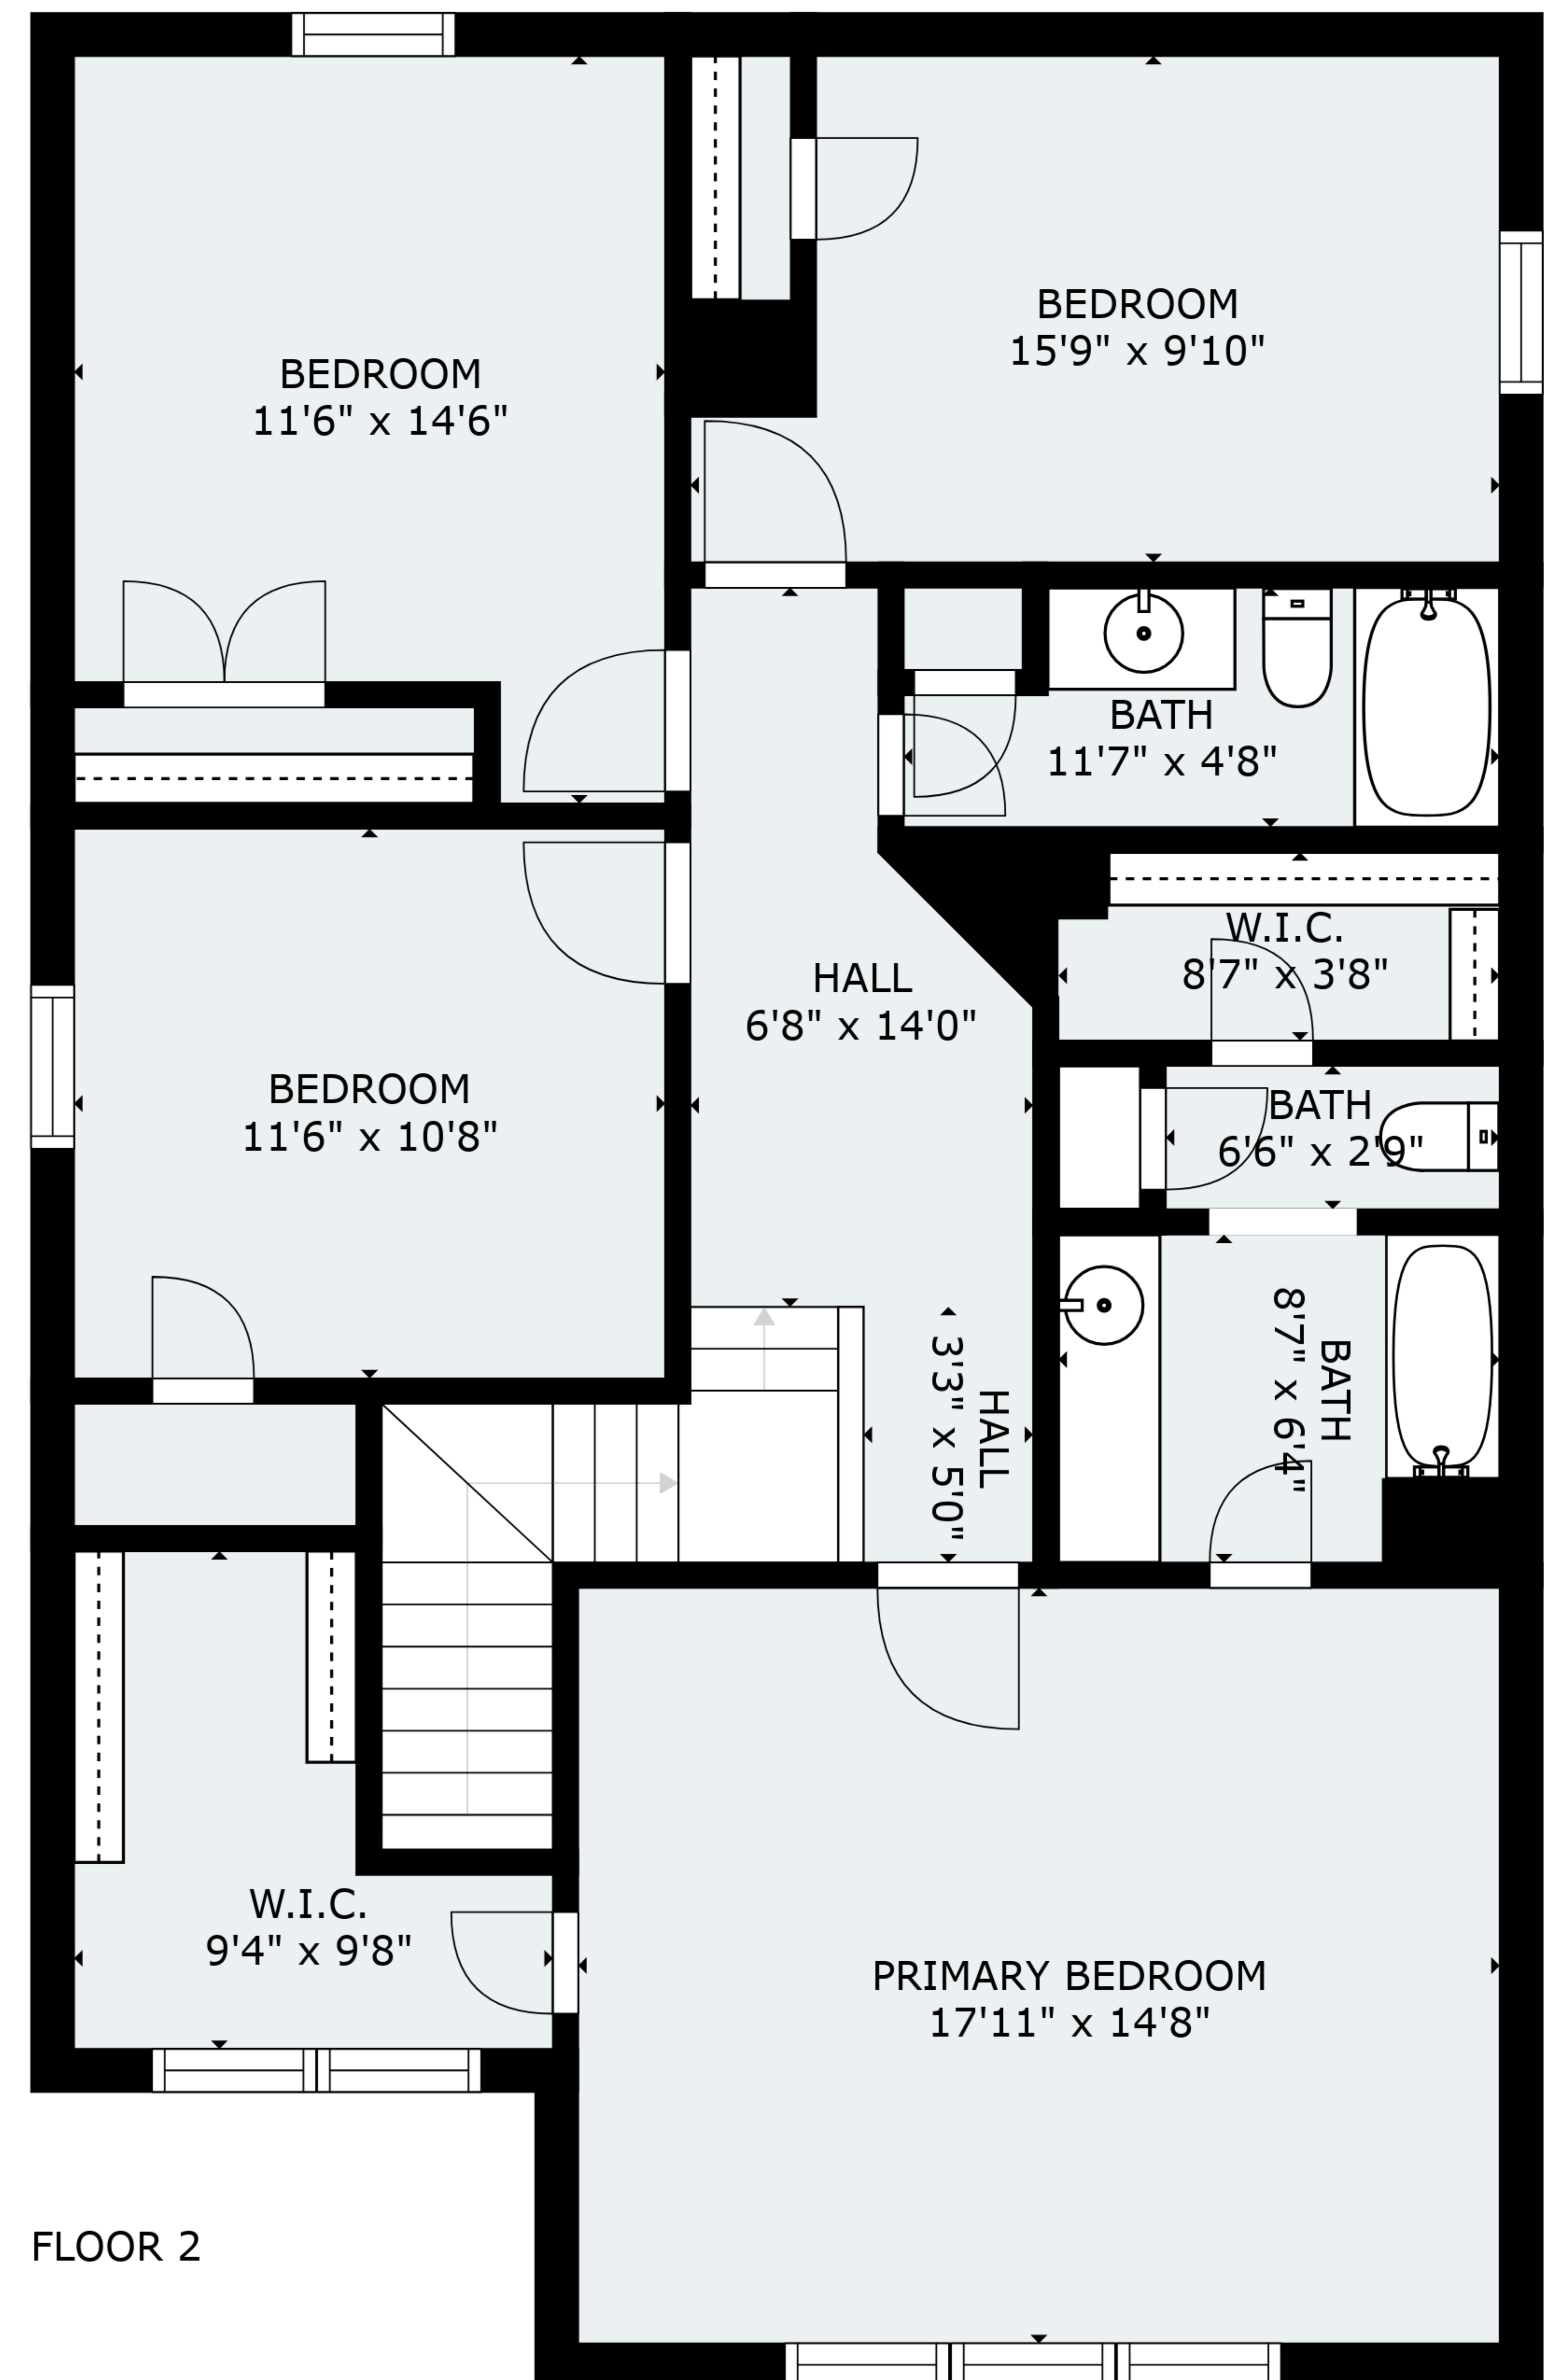 BEDROOM
15'9" x 9'10"
BEDROOM
11'6" x 14'6"
BATH
11'7" x 4'8"
W.I.C.
8'7" x 3'8"
HALL
6'8" x 14'0"
BEDROOM
11'6" x 10'8"
BATH
6'6" x 2'9"
BATH
8'7" x 6'4"
HALL
3'3" x 5'0"
W.I.C.
9'4" x 9'8"
PRIMARY BEDROOM
17'11" x 14'8"
FLOOR 2